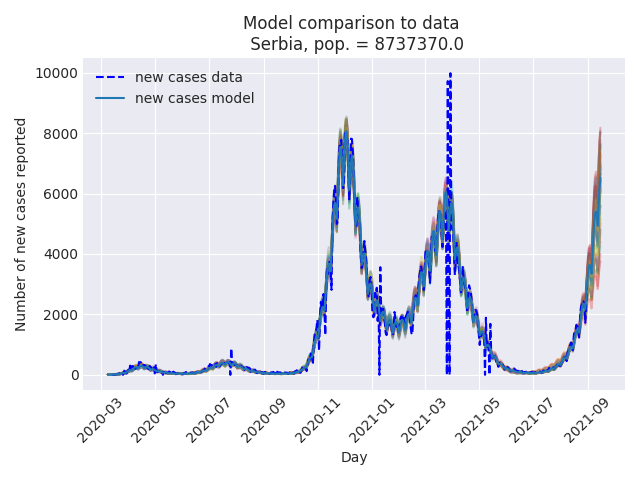 Model comparison to data
Serbia, pop. = 8737370.0
10000
8000
6000
4000
2000
0
Number of new cases reported
new cases data
new cases model
2020-03
2020-05
2020-07
2020-09
2020-11
2021-01
2021-03
2021-05
2021-07
2021-09
Day